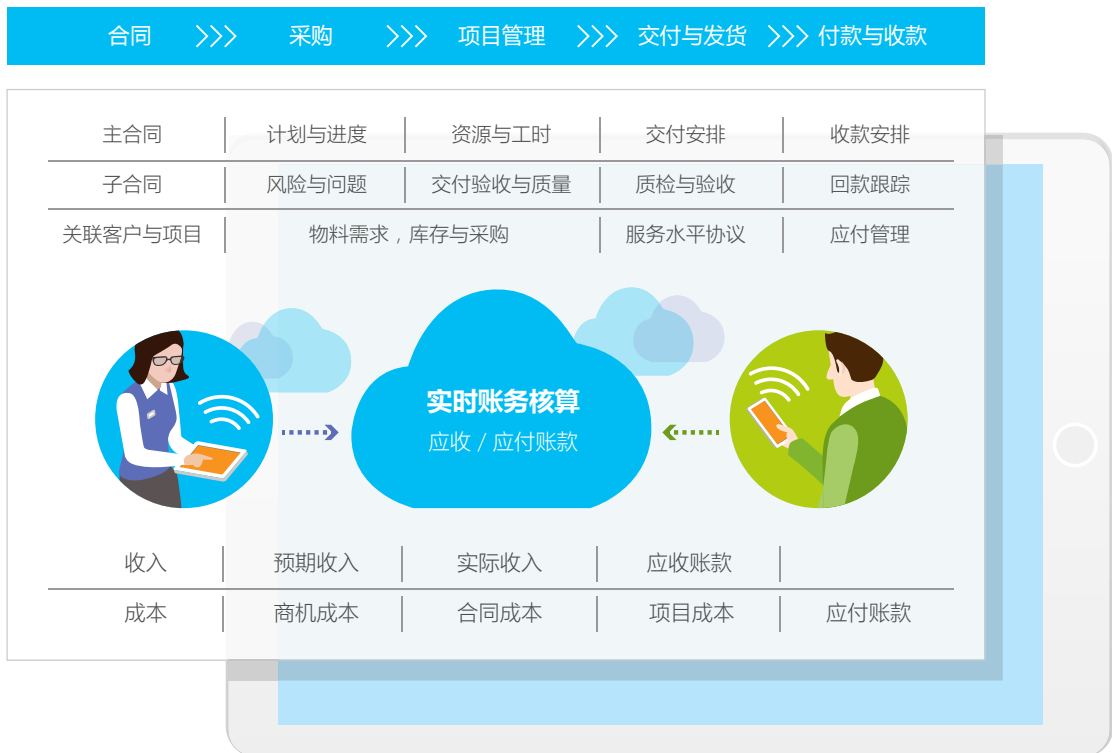 合同 >>> 采购 >>> 项目管理 >>> 交付与发货 >>> 付款与收款
主合同 计划与进度 资源与工时 交付安排 收款安排
子合同 风险与问题 交付验收与质量 质检与验收 回款跟踪
关联客户与项目 物料需求，库存与采购 服务水平协议 应付管理
实时账务核算
应收 / 应付账款
收入 预期收入 实际收入 应收账款
成本 商机成本 合同成本 项目成本 应付账款